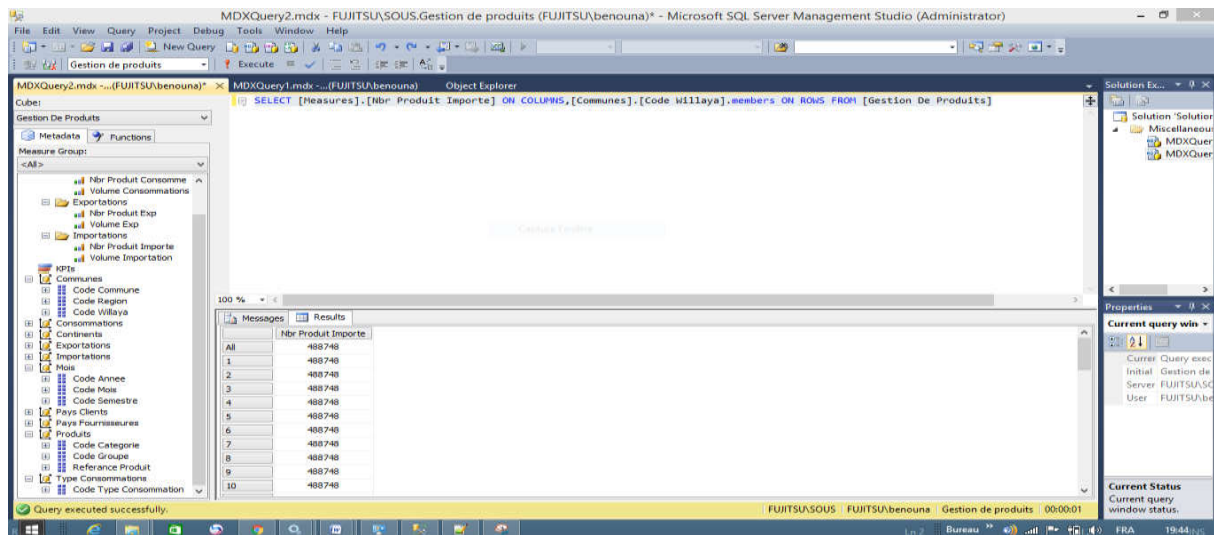 MDXQuery2.mdx - FUJITSU\SOUS.Gestion de produits (FUJITSU\benouna)* - Microsoft SQL Server Management Studio (Administrator)
File Edit View Query Project Debug Tools Window Help
New Query
Gestion de produits
Execute
MDXQuery2.mdx -...(FUJITSU\benouna)* MDXQuery1.mdx -...(FUJITSU\benouna) Object Explorer
Cube:
Gestion De Produits
Metadata Functions
Measure Group:
<All>
Nbr Produit Consomme
Volume Consommations
Exportations
Nbr Produit Exp
Volume Exp
Importations
Nbr Produit Importe
Volume Importation
KPIs
Communes
Code Commune
Code Region
Code Willaya
Consommations
Continents
Exportations
Importations
Mois
Code Annee
Code Mois
Code Semestre
Pays Clients
Pays Fournisseures
Produits
Code Categorie
Code Groupe
Referance Produit
Type Consommations
Code Type Consommation
SELECT [Measures].[Nbr Produit Importe] ON COLUMNS,[Communes].[Code Willaya].members ON ROWS FROM [Gestion De Produits]
100 %
Messages Results
Nbr Produit Importe
All 488748
1 488748
2 488748
3 488748
4 488748
5 488748
6 488748
7 488748
8 488748
9 488748
10 488748
Solution Ex...
Solution 'Solution
Miscellaneou
MDXQuer
MDXQuer
Properties
Current query win
Currer Query exec
Initial Gestion de
Server FUJITSU\SO
User FUJITSU\be
Current Status
Current query
window status.
Query executed successfully.
FUJITSU\SOUS FUJITSU\benouna Gestion de produits 00:00:01
Ln 2
Bureau
FRA 19:44
INS